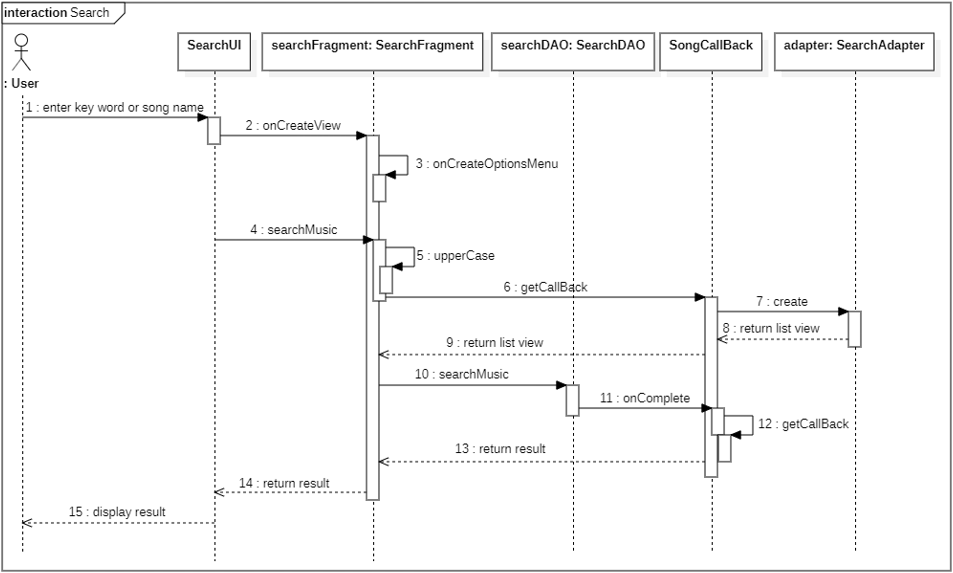 interaction Search
SearchUI
searchFragment: SearchFragment
searchDAO: SearchDAO
SongCallBack
adapter: SearchAdapter
: User
1 : enter key word or song name
2 : onCreateView
3 : onCreateOptionsMenu
4 : searchMusic
5 : upperCase
6 : getCallBack
7 : create
8 : return list view
9 : return list view
10 : searchMusic
11 : onComplete
12 : getCallBack
13 : return result
14 : return result
15 : display result